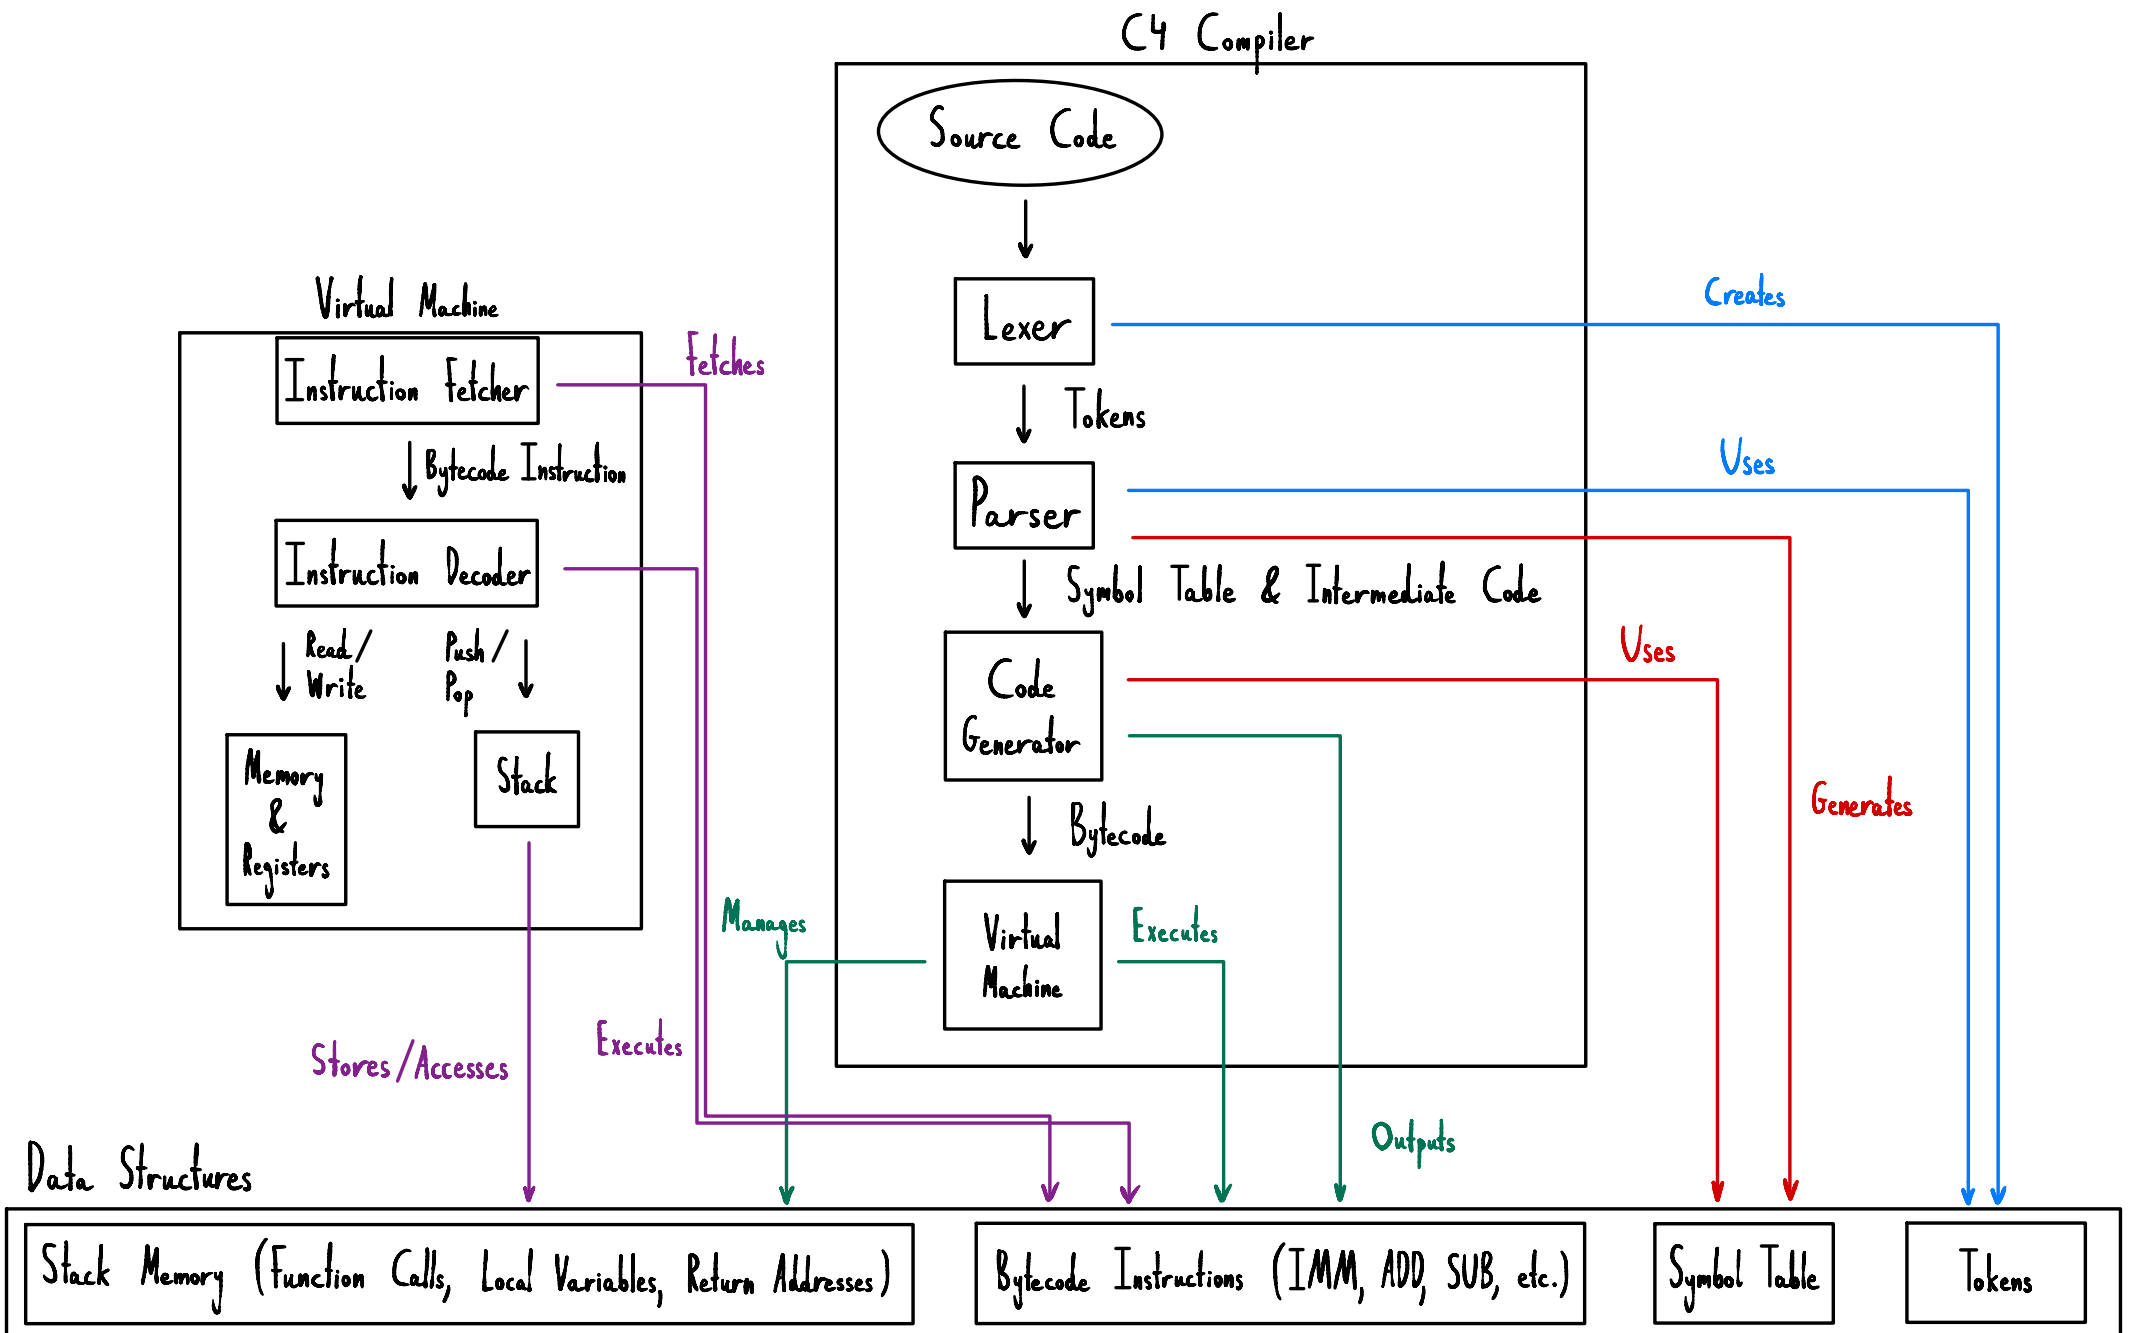 C4 Compiler
Source Code
Lexer
Creates
Tokens
Parser
Uses
Symbol Table & Intermediate Code
Code
Generator
Uses
Generates
Bytecode
Virtual
Machine
Manages
Executes
Outputs
Virtual Machine
Instruction Fetcher
Fetches
Bytecode Instruction
Instruction Decoder
Read/
Write
Push/
Pop
Memory
&
Registers
Stack
Stores/Accesses
Executes
Data Structures
Stack Memory (Function Calls, Local Variables, Return Addresses)
Bytecode Instructions (IMM, ADD, SUB, etc.)
Symbol Table
Tokens